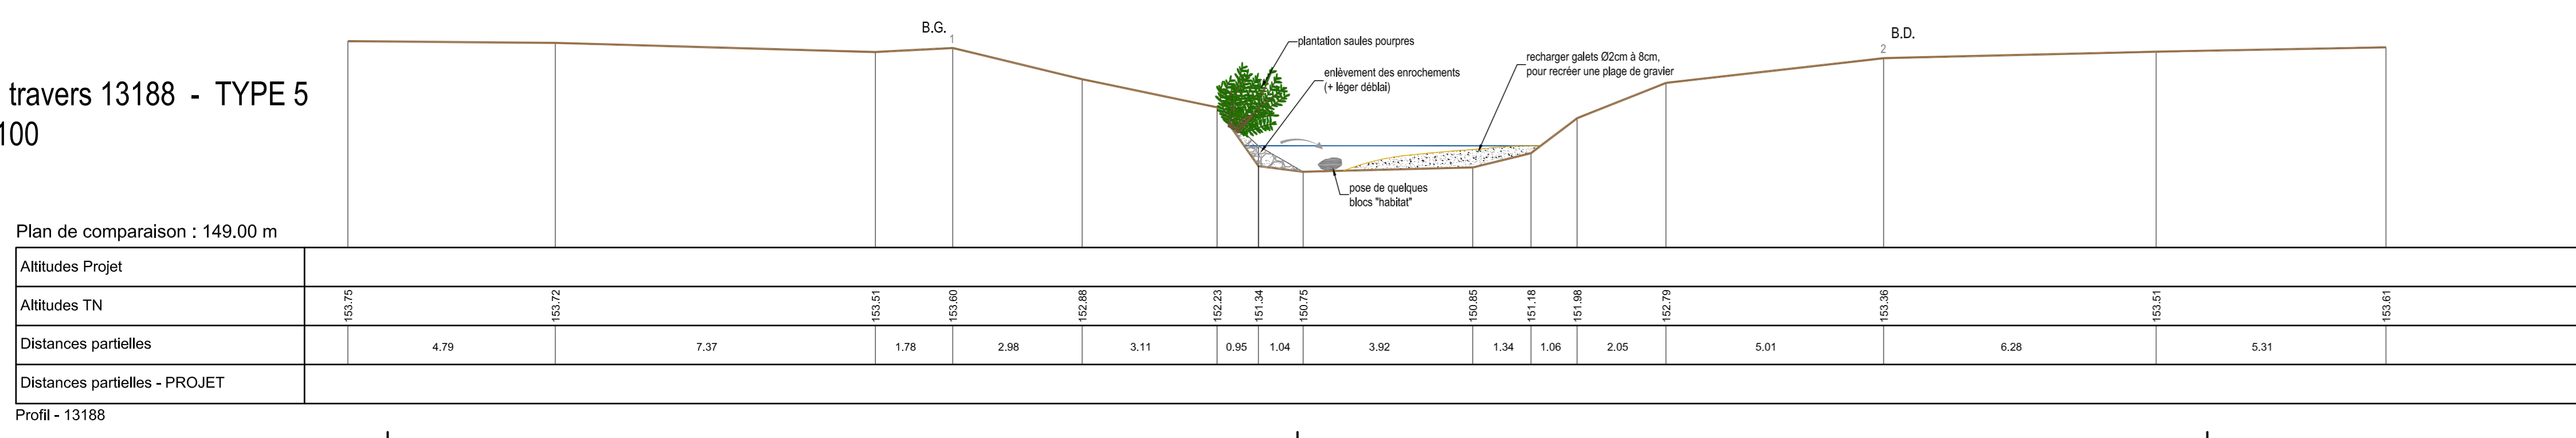 B.G.
1
B.D.
2
plantation saules pourpres
enlèvement des enrochements
(+ léger déblai)
recharger galets Ø2cm à 8cm,
pour recréer une plage de gravier
travers 13188 - TYPE 5
100
pose de quelques
blocs "habitat"
Plan de comparaison : 149.00 m
Altitudes Projet
Altitudes TN 153.75 153.72 153.51 153.60 152.88 152.23 151.34 150.75 150.85 151.18 151.98 152.79 153.36 153.51 153.61
Distances partielles 4.79 7.37 1.78 2.98 3.11 0.95 1.04 3.92 1.34 1.06 2.05 5.01 6.28 5.31
Distances partielles - PROJET
Profil - 13188